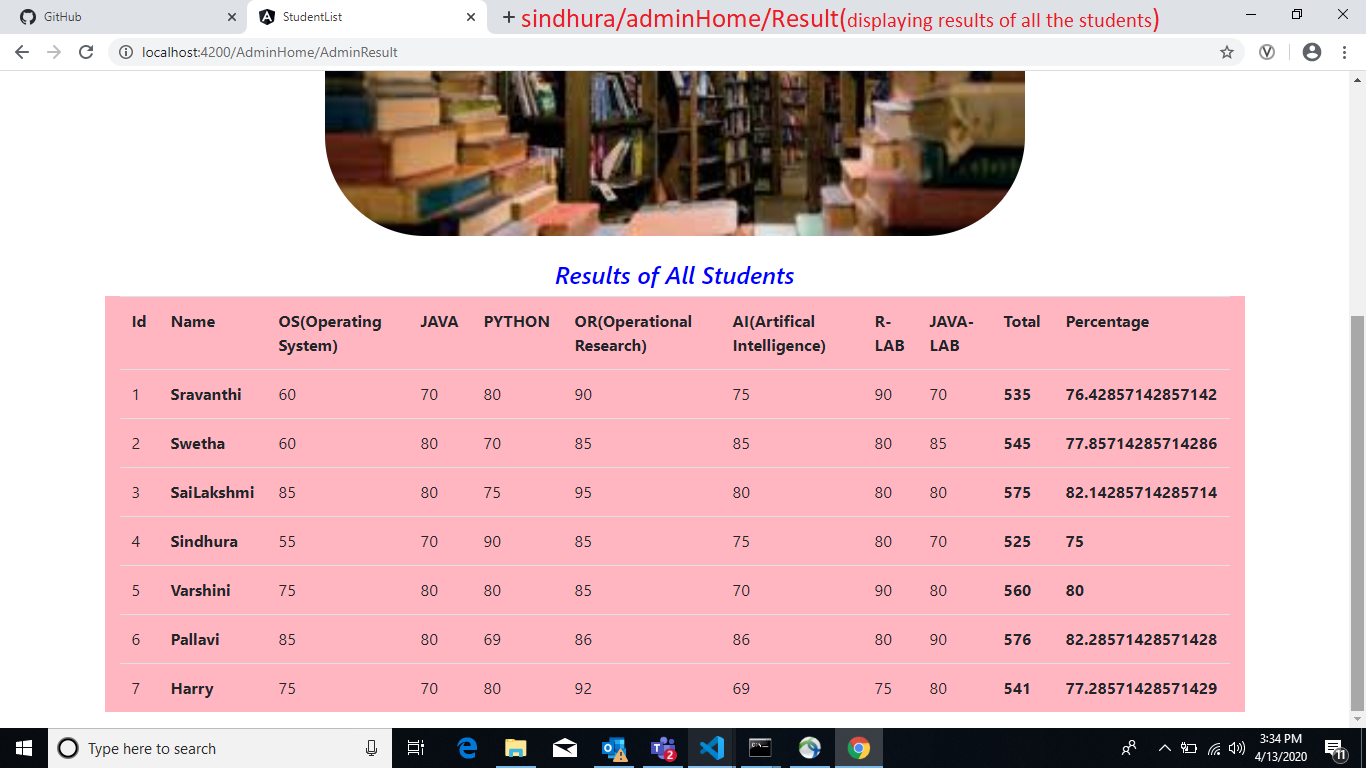 GitHub
StudentList
sindhura/adminHome/Result(displaying results of all the students)
localhost:4200/AdminHome/AdminResult
Results of All Students
Id Name OS(Operating System) JAVA PYTHON OR(Operational Research) AI(Artifical Intelligence) R-LAB JAVA-LAB Total Percentage
1 Sravanthi 60 70 80 90 75 90 70 535 76.42857142857142
2 Swetha 60 80 70 85 85 80 85 545 77.85714285714286
3 SaiLakshmi 85 80 75 95 80 80 80 575 82.14285714285714
4 Sindhura 55 70 90 85 75 80 70 525 75
5 Varshini 75 80 80 85 70 90 80 560 80
6 Pallavi 85 80 69 86 86 80 90 576 82.28571428571428
7 Harry 75 70 80 92 69 75 80 541 77.28571428571429
Type here to search
2
3:34 PM
4/13/2020
11